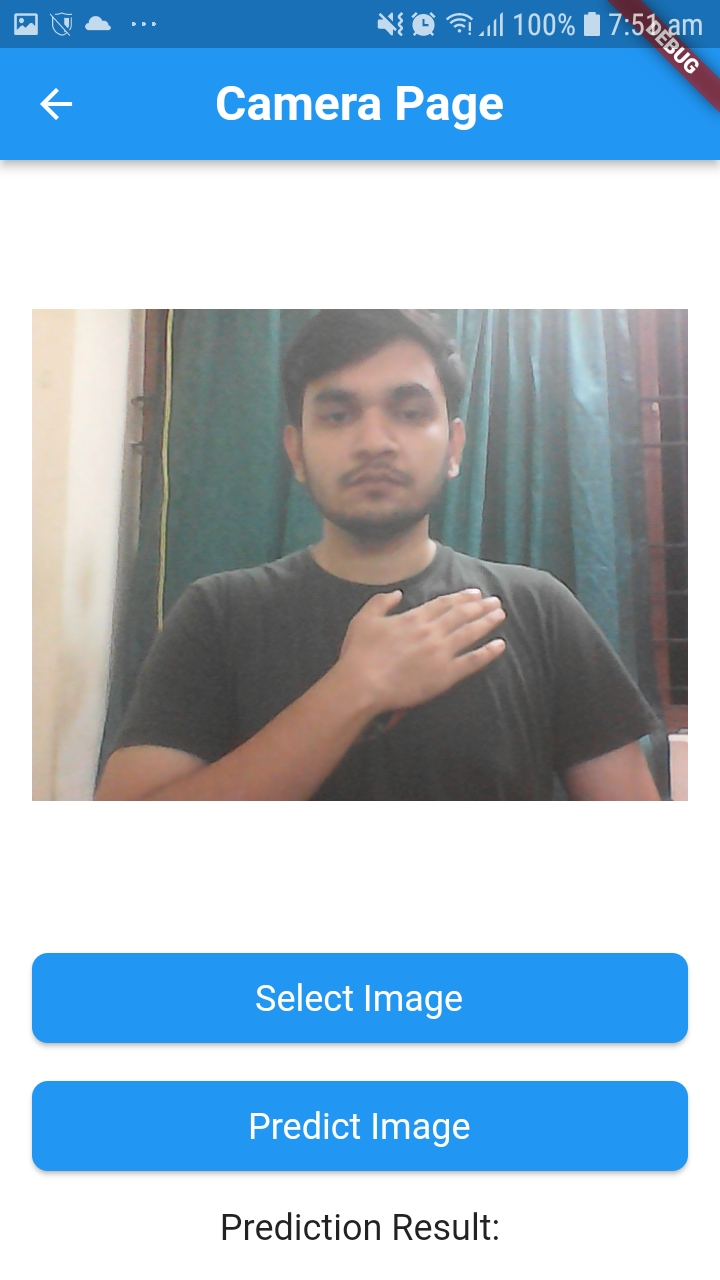 100% 7:51 am
DEBUG
Camera Page
Select Image
Predict Image
Prediction Result: